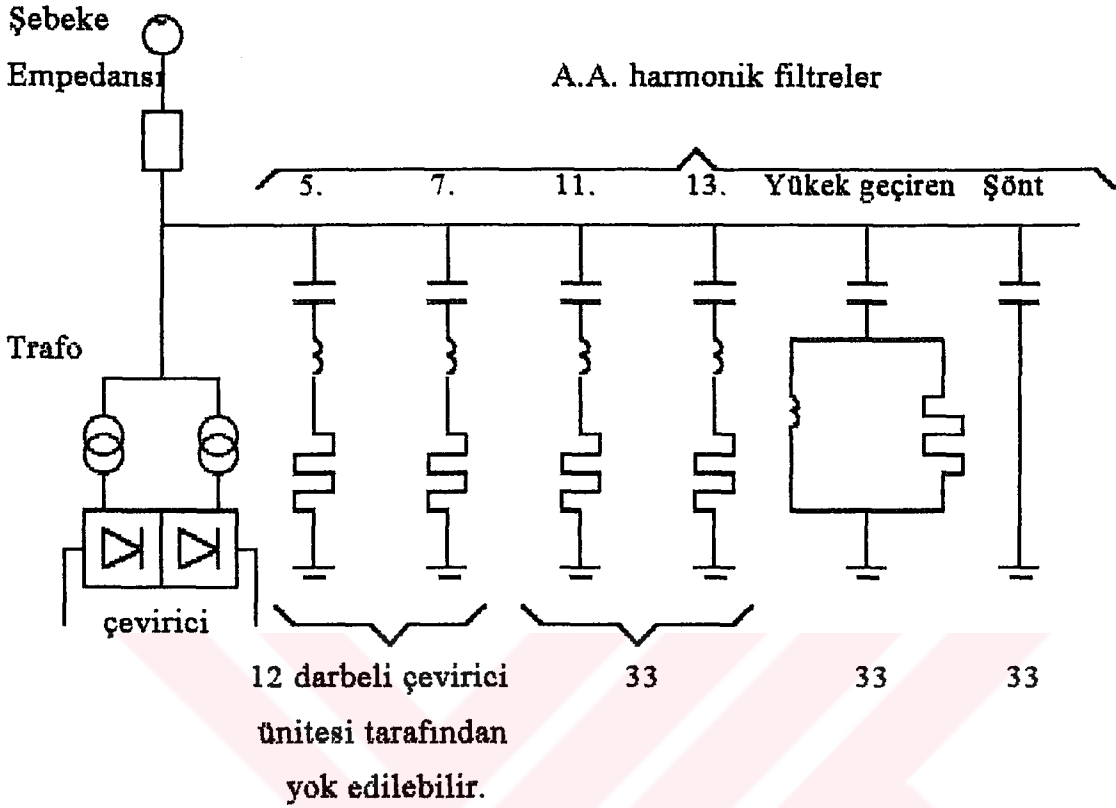 Şebeke
Empedansı
A.A. harmonik filtreler
5. 7. 11. 13. Yükek geçiren Şönt
Trafo
çevirici
12 darbeli çevirici 33 33 33
ünitesi tarafından
yok edilebilir.